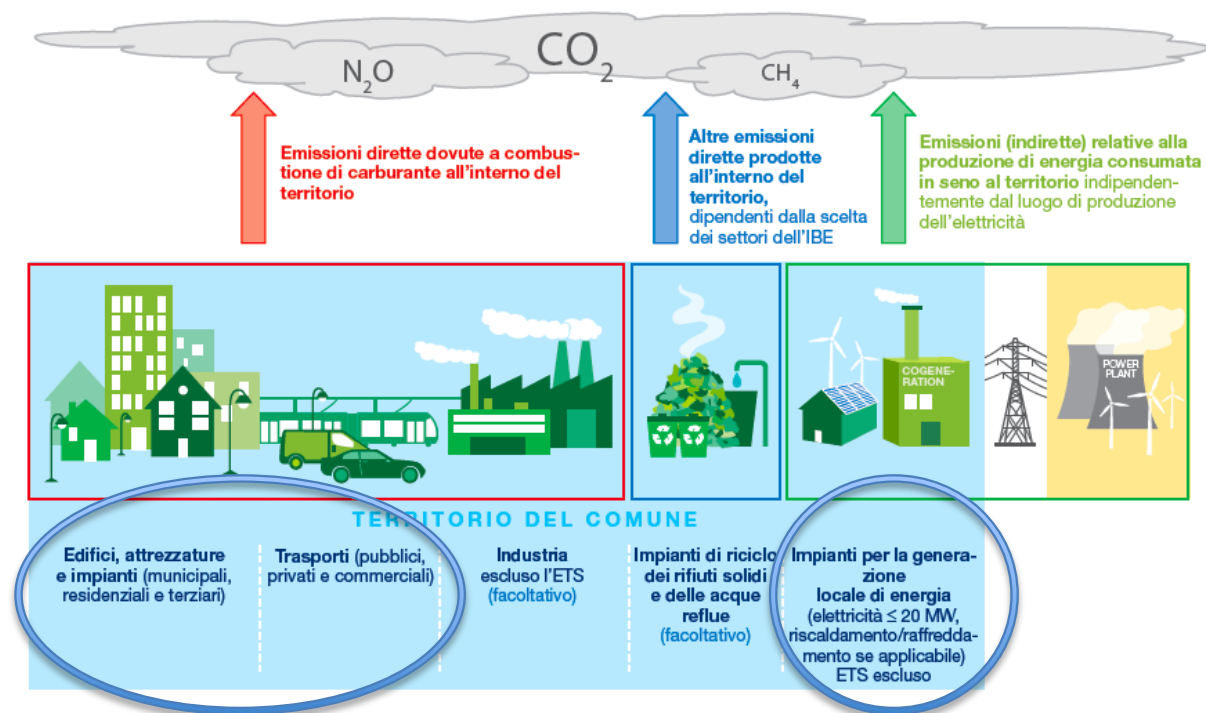 CO2
N2O
CH4
Emissioni dirette dovute a combus-
tione di carburante all'interno del
territorio
Altre emissioni
dirette prodotte
all'interno del
territorio,
dipendenti dalla scelta
dei settori dell'IBE
Emissioni (indirette) relative alla
produzione di energia consumata
in seno al territorio indipenden-
temente dal luogo di produzione
dell'elettricità
COGENE-
RATION
POWER
PLANT
TERRITORIO DEL COMUNE
Edifici, attrezzature
e impianti (municipali,
residenziali e terziari)
Trasporti (pubblici,
privati e commerciali)
Industria
escluso l'ETS
(facoltativo)
Impianti di riciclo
dei rifiuti solidi
e delle acque
reflue
(facoltativo)
Impianti per la genera-
zione
locale di energia
(elettricità ≤ 20 MW,
riscaldamento/raffredda-
mento se applicabile)
ETS escluso